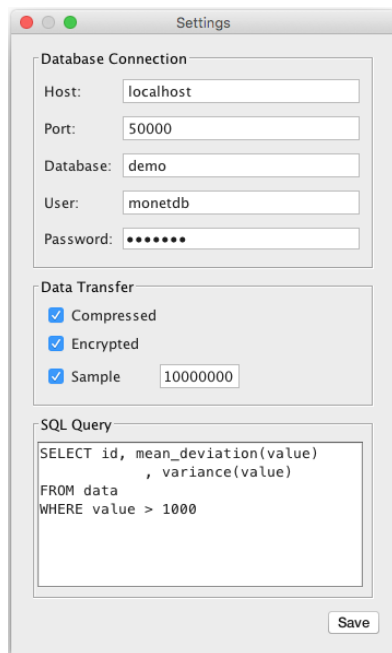 Settings
Database Connection
Host: localhost
Port: 50000
Database: demo
User: monetdb
Password: •••••••
Data Transfer
Compressed
Encrypted
Sample 10000000
SQL Query
SELECT id, mean_deviation(value)
, variance(value)
FROM data
WHERE value > 1000
Save